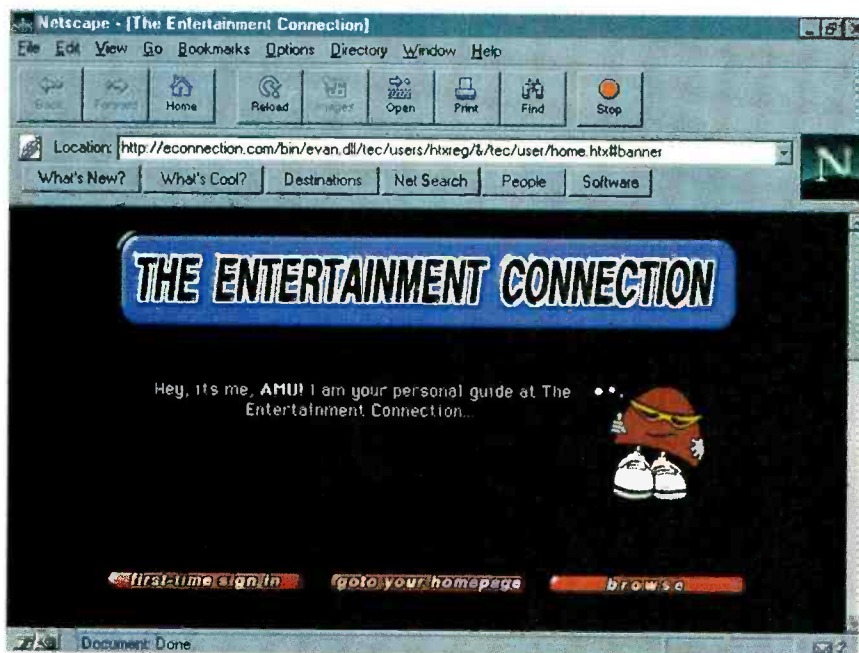 Netscape - [The Entertainment Connection]
File Edit View Go Bookmarks Options Directory Window Help
Back Forward Home Reload Images Open Print Find Stop
Location: http://econnection.com/bin/evan.dll/tec/users/htxreg/&/tec/user/home.htx#banner
N
What's New? What's Cool? Destinations Net Search People Software
THE ENTERTAINMENT CONNECTION
Hey, its me, AMU! I am your personal guide at The
Entertainment Connection...
first-time sign in goto your homepage browse
Document: Done